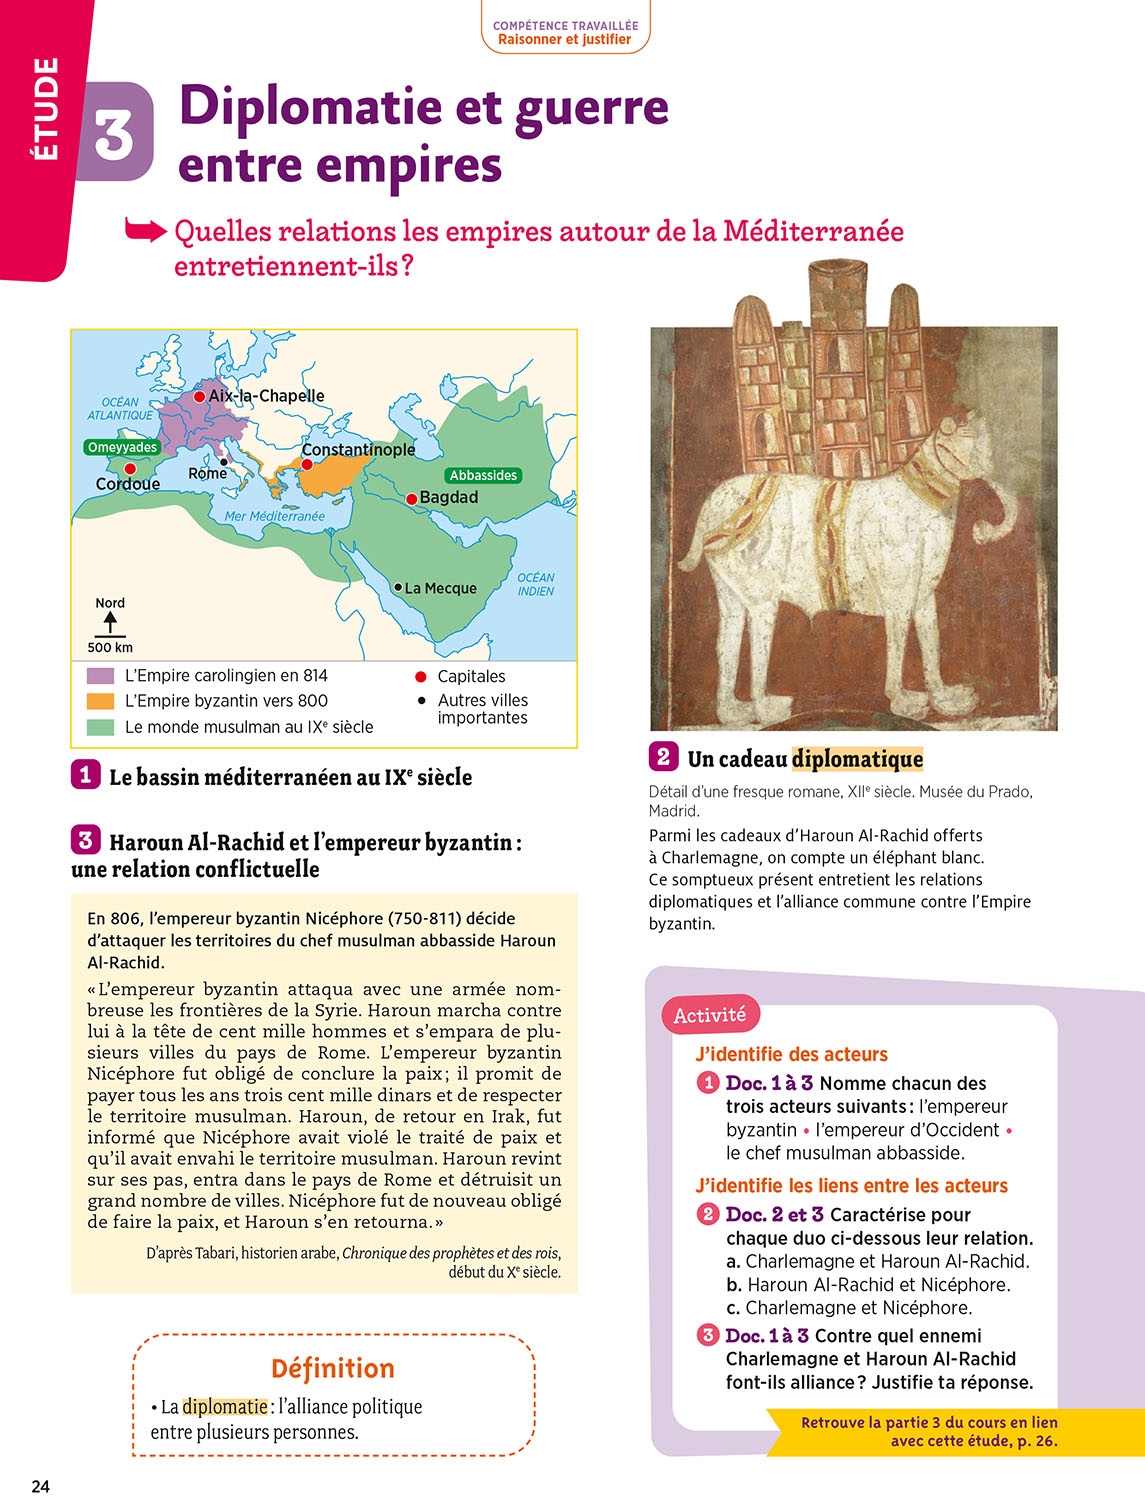 COMPÉTENCE TRAVAILLÉE
Raisonner et justifier
ÉTUDE
3
Diplomatie et guerre
entre empires
Quelles relations les empires autour de la Méditerranée
entretiennent-ils ?
OCÉAN
ATLANTIQUE
Aix-la-Chapelle
Omeyyades
Cordoue
Rome
Constantinople
Abbassides
Bagdad
Mer Méditerranée
La Mecque
OCÉAN
INDIEN
Nord
500 km
L'Empire carolingien en 814
L'Empire byzantin vers 800
Le monde musulman au IXe siècle
Capitales
Autres villes
importantes
1 Le bassin méditerranéen au IXe siècle
2 Un cadeau diplomatique
Détail d'une fresque romane, XIIe siècle. Musée du Prado,
Madrid.
Parmi les cadeaux d'Haroun Al-Rachid offerts
à Charlemagne, on compte un éléphant blanc.
Ce somptueux présent entretient les relations
diplomatiques et l'alliance commune contre l'Empire
byzantin.
3 Haroun Al-Rachid et l'empereur byzantin :
une relation conflictuelle
En 806, l'empereur byzantin Nicéphore (750-811) décide
d'attaquer les territoires du chef musulman abbasside Haroun
Al-Rachid.
« L'empereur byzantin attaqua avec une armée nom-
breuse les frontières de la Syrie. Haroun marcha contre
lui à la tête de cent mille hommes et s'empara de plu-
sieurs villes du pays de Rome. L'empereur byzantin
Nicéphore fut obligé de conclure la paix ; il promit de
payer tous les ans trois cent mille dinars et de respecter
le territoire musulman. Haroun, de retour en Irak, fut
informé que Nicéphore avait violé le traité de paix et
qu'il avait envahi le territoire musulman. Haroun revint
sur ses pas, entra dans le pays de Rome et détruisit un
grand nombre de villes. Nicéphore fut de nouveau obligé
de faire la paix, et Haroun s'en retourna. »
D'après Tabari, historien arabe, Chronique des prophètes et des rois,
début du Xe siècle.
Définition
• La diplomatie : l'alliance politique
entre plusieurs personnes.
Activité
J'identifie des acteurs
1 Doc. 1 à 3 Nomme chacun des
trois acteurs suivants : l'empereur
byzantin • l'empereur d'Occident •
le chef musulman abbasside.
J'identifie les liens entre les acteurs
2 Doc. 2 et 3 Caractérise pour
chaque duo ci-dessous leur relation.
a. Charlemagne et Haroun Al-Rachid.
b. Haroun Al-Rachid et Nicéphore.
c. Charlemagne et Nicéphore.
3 Doc. 1 à 3 Contre quel ennemi
Charlemagne et Haroun Al-Rachid
font-ils alliance ? Justifie ta réponse.
Retrouve la partie 3 du cours en lien
avec cette étude, p. 26.
24